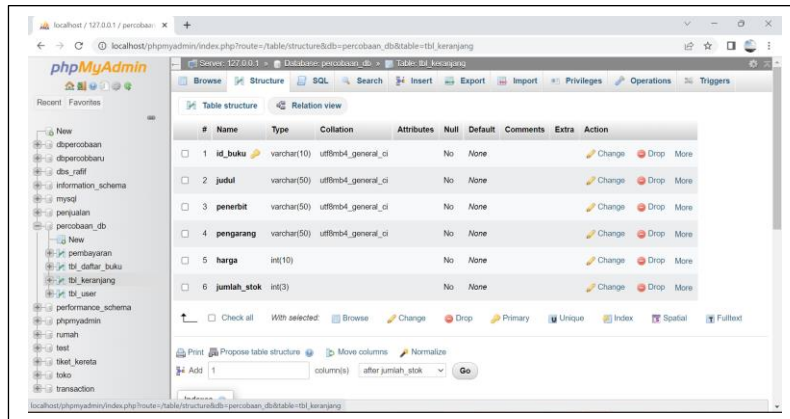 localhost / 127.0.0.1 / percobaan
localhost/phpmyadmin/index.php?route=/table/structure&db=percobaan_db&table=tbl_keranjang
phpMyAdmin
Recent Favorites
New
dbpercobaan
dbpercobbaru
dbs_rafif
information_schema
mysql
penjualan
percobaan_db
New
pembayaran
tbl_daftar_buku
tbl_keranjang
tbl_user
performance_schema
phpmyadmin
rumah
test
tiket_kereta
toko
transaction
Server: 127.0.0.1 » Database: percobaan_db » Table: tbl_keranjang
Browse Structure SQL Search Insert Export Import Privileges Operations Triggers
Table structure Relation view
# Name Type Collation Attributes Null Default Comments Extra Action
1 id_buku varchar(10) utf8mb4_general_ci No None Change Drop More
2 judul varchar(50) utf8mb4_general_ci No None Change Drop More
3 penerbit varchar(50) utf8mb4_general_ci No None Change Drop More
4 pengarang varchar(50) utf8mb4_general_ci No None Change Drop More
5 harga int(10) No None Change Drop More
6 jumlah_stok int(3) No None Change Drop More
Check all With selected: Browse Change Drop Primary Unique Index Spatial Fulltext
Print Propose table structure Move columns Normalize
Add 1 column(s) after jumlah_stok Go
Indexes
localhost/phpmyadmin/index.php?route=/table/structure&db=percobaan_db&table=tbl_keranjang